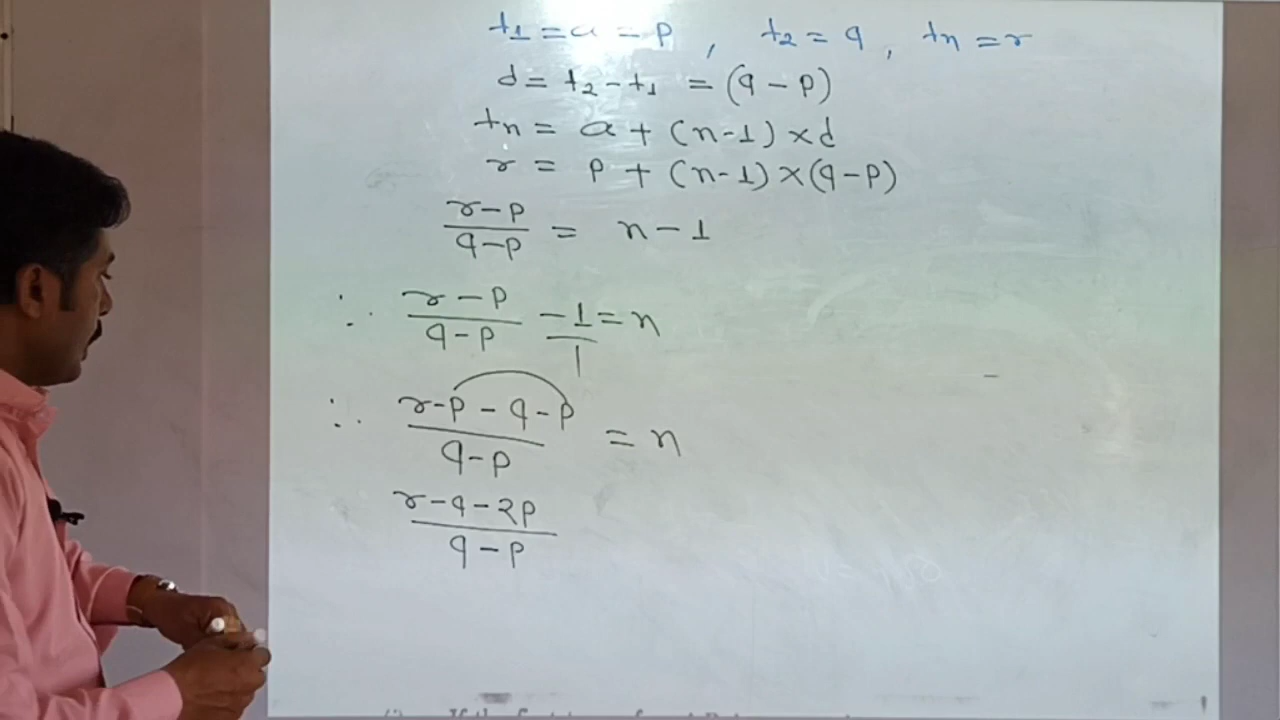 t₁ = a = p , t₂ = q , tn = r
d = t₂ - t₁ = (q - p)
tn = a + (n-1) × d
r = p + (n-1) × (q-p)
r-p / q-p = n-1
∴ r-p / q-p - 1/1 = n
∴ r-p-q-p / q-p = n
r-q-2p / q-p